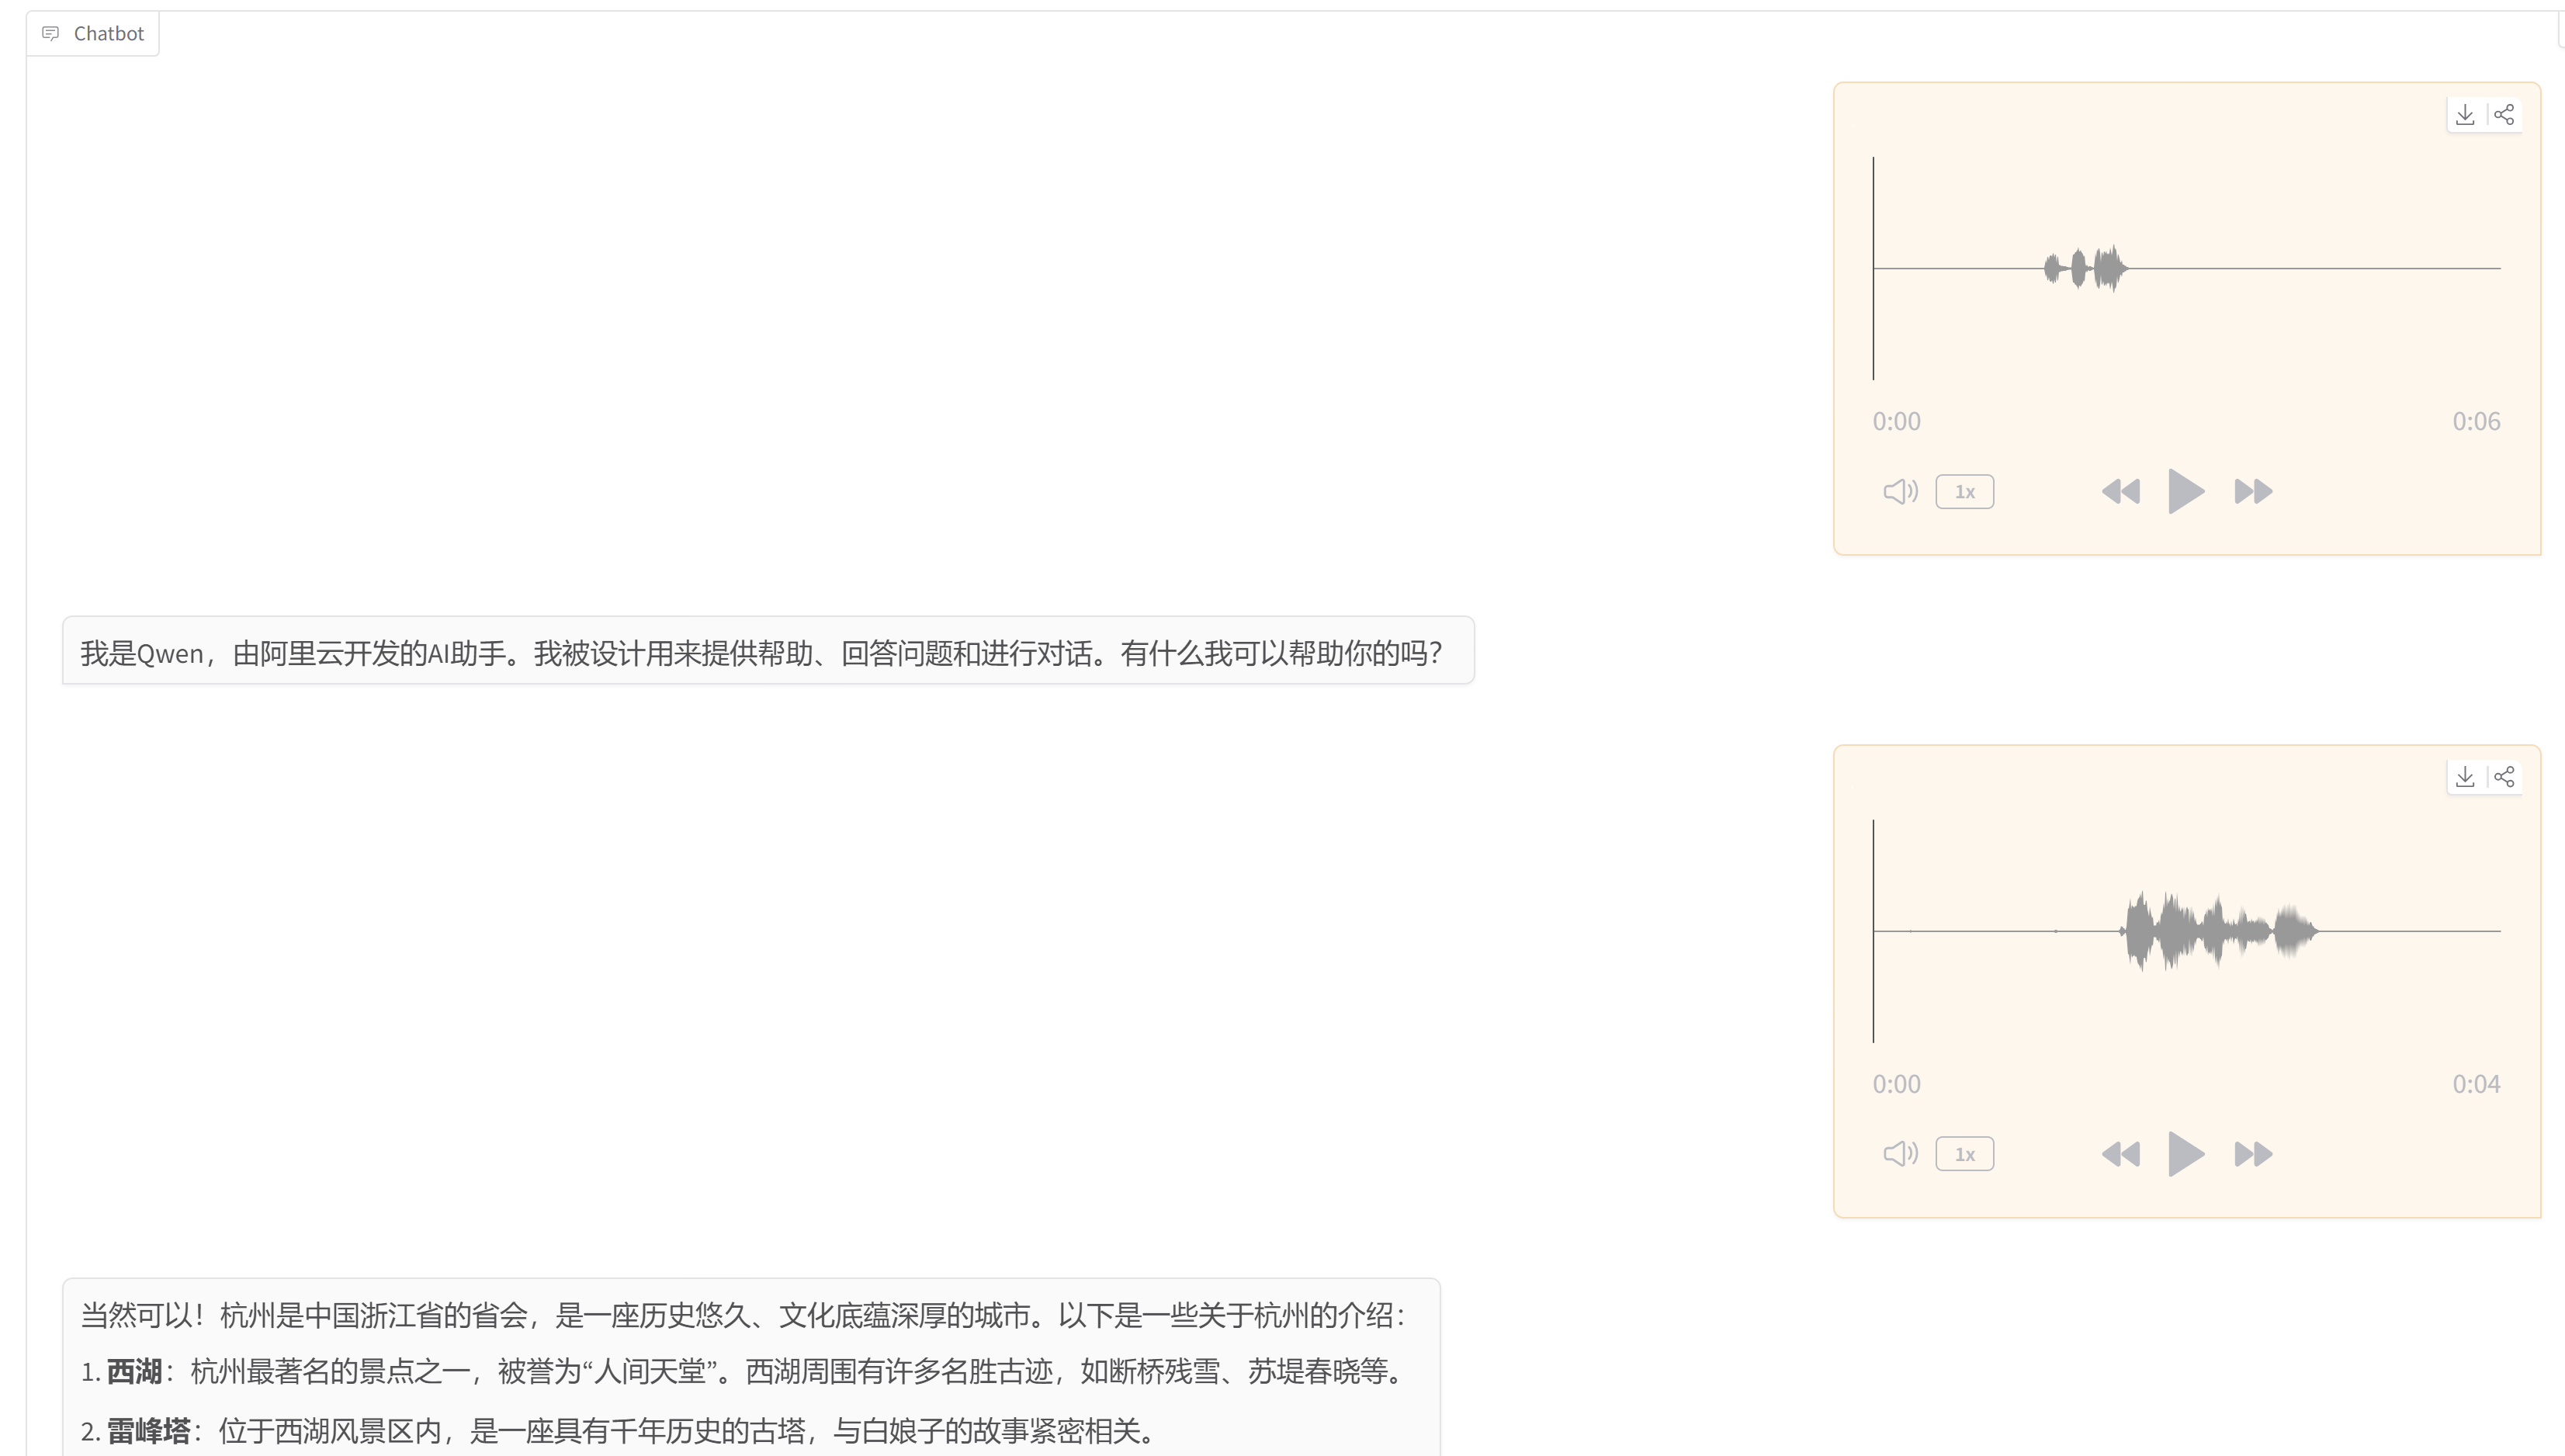 Chatbot
0:00 0:06
1x
我是Qwen，由阿里云开发的AI助手。我被设计用来提供帮助、回答问题和进行对话。有什么我可以帮助你的吗？
0:00 0:04
1x
当然可以！杭州是中国浙江省的省会，是一座历史悠久、文化底蕴深厚的城市。以下是一些关于杭州的介绍：
1. 西湖：杭州最著名的景点之一，被誉为“人间天堂”。西湖周围有许多名胜古迹，如断桥残雪、苏堤春晓等。
2. 雷峰塔：位于西湖风景区内，是一座具有千年历史的古塔，与白娘子的故事紧密相关。